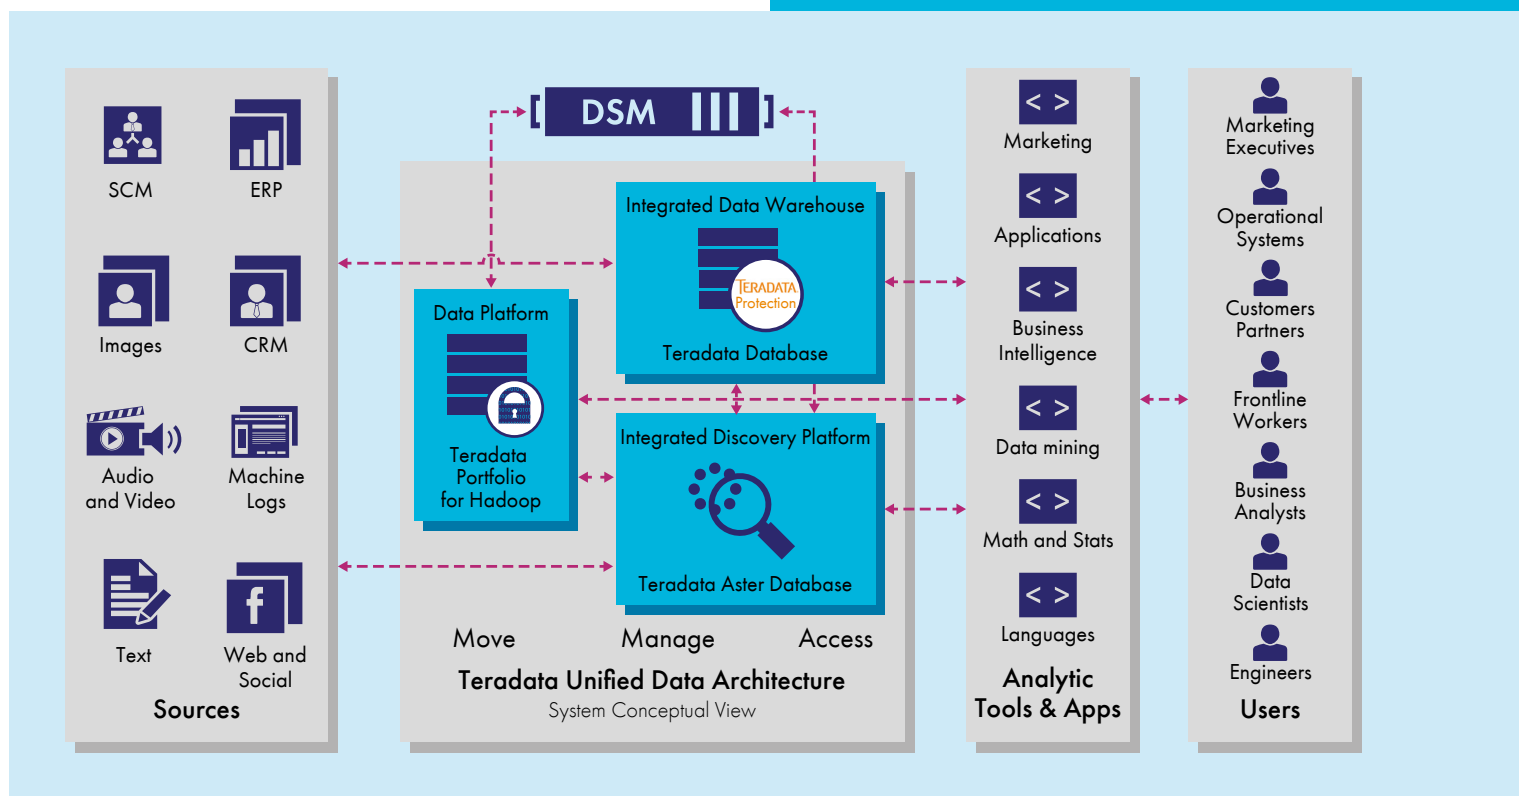 SCM
ERP
Images
CRM
Audio
and Video
Machine
Logs
Text
Web and
Social
Sources
DSM
Integrated Data Warehouse
TERADATA
Protection
Teradata Database
Data Platform
Teradata
Portfolio
for Hadoop
Integrated Discovery Platform
Teradata Aster Database
Move
Manage
Access
Teradata Unified Data Architecture
System Conceptual View
< >
Marketing
< >
Applications
< >
Business
Intelligence
< >
Data mining
< >
Math and Stats
< >
Languages
Analytic
Tools & Apps
Marketing
Executives
Operational
Systems
Customers
Partners
Frontline
Workers
Business
Analysts
Data
Scientists
Engineers
Users